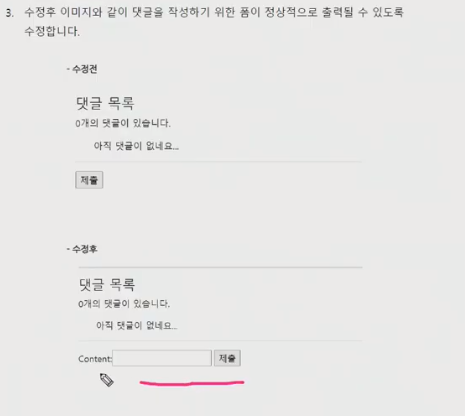 3. 수정후 이미지와 같이 댓글을 작성하기 위한 폼이 정상적으로 출력될 수 있도록
수정합니다.
- 수정전
댓글 목록
0개의 댓글이 있습니다.
아직 댓글이 없네요...
제출
- 수정후
댓글 목록
0개의 댓글이 있습니다.
아직 댓글이 없네요...
Content: 제출